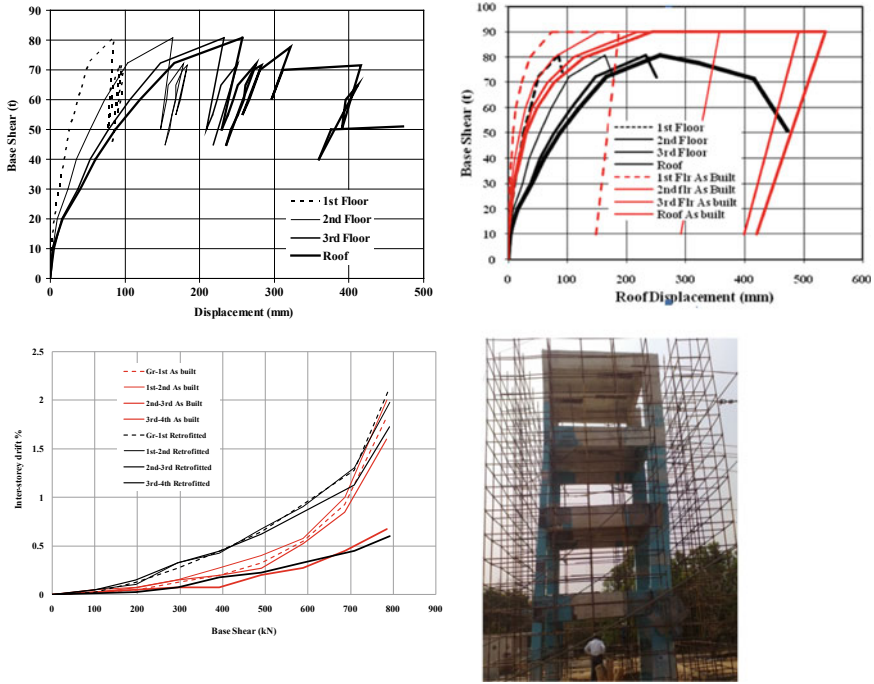 90
80
70
60
50
40
30
20
10
0
Base Shear (t)
1st Floor
2nd Floor
3rd Floor
Roof
0 100 200 300 400 500
Displacement (mm)
100
90
80
70
60
50
40
30
20
10
0
Base Shear (t)
1st Floor
2nd Floor
3rd Floor
Roof
1st Flr As Built
2nd flr As Built
3rd Flr As built
Roof As built
0 100 200 300 400 500 600
Roof Displacement (mm)
2.5
2
1.5
1
0.5
0
Inter-storey drift %
Gr-1st As built
1st-2nd As built
2nd-3rd As Built
3rd-4th As built
Gr-1st Retrofitted
1st-2nd Retrofitted
2nd-3rd Retrofitted
3rd-4th Retrofitted
0 100 200 300 400 500 600 700 800 900
Base Shear (kN)